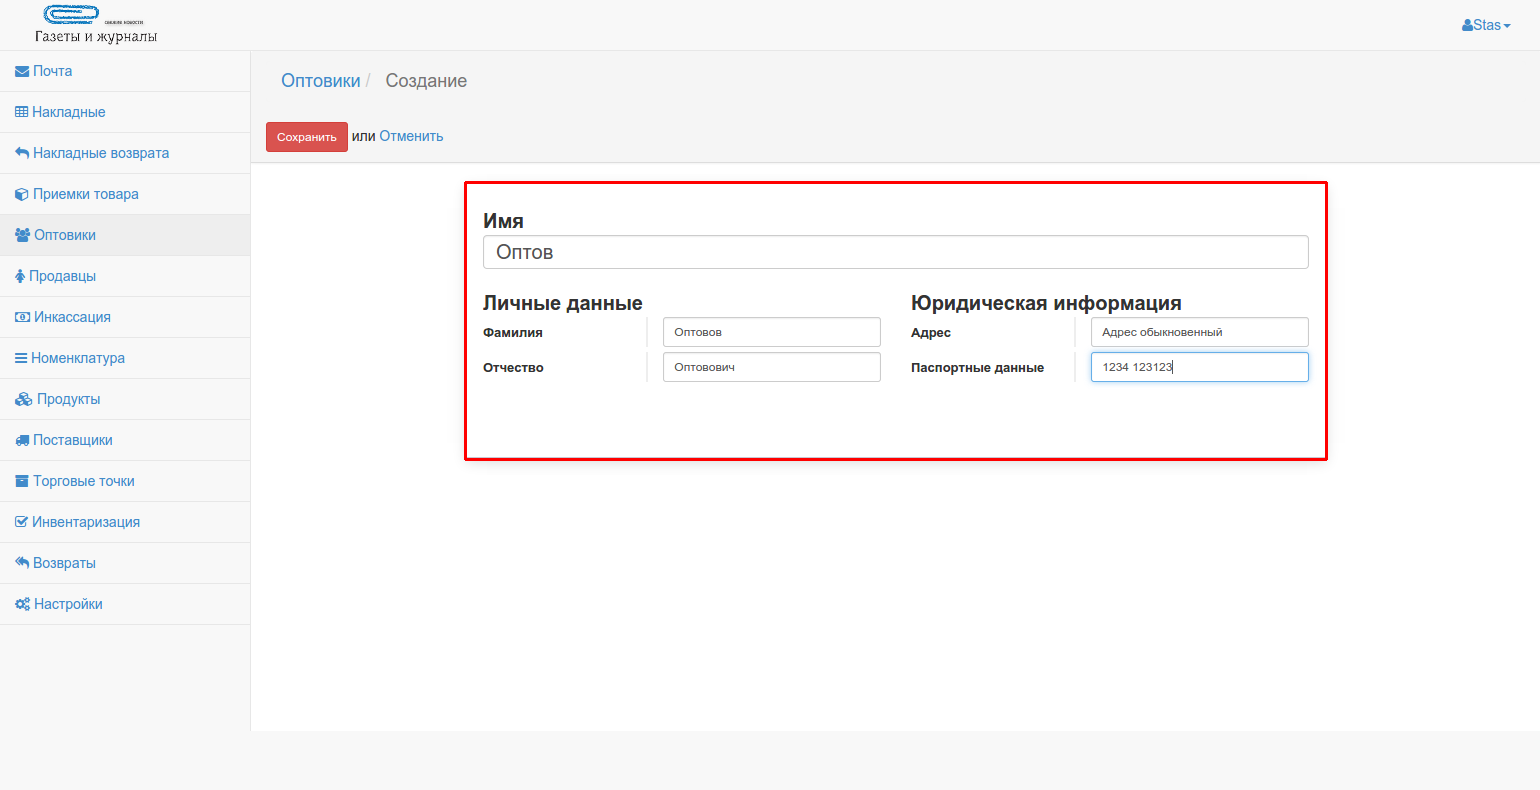 свежие новости
Газеты и журналы
Stas
Почта
Накладные
Накладные возврата
Приемки товара
Оптовики
Продавцы
Инкассация
Номенклатура
Продукты
Поставщики
Торговые точки
Инвентаризация
Возвраты
Настройки
Оптовики / Создание
Сохранить или Отменить
Имя
Оптов
Личные данные
Фамилия Оптовов
Отчество Оптовович
Юридическая информация
Адрес Адрес обыкновенный
Паспортные данные 1234 123123